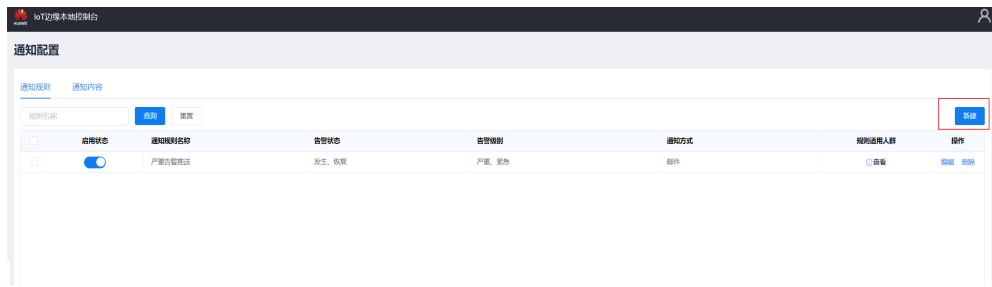 HUAWEI IoT边缘本地控制台
通知配置
通知规则 通知内容
规则名称 查询 重置 新建
启用状态 通知规则名称 告警状态 告警级别 通知方式 规则适用人群 操作
严重告警推送 发生、恢复 严重、紧急 邮件 查看 编辑 删除